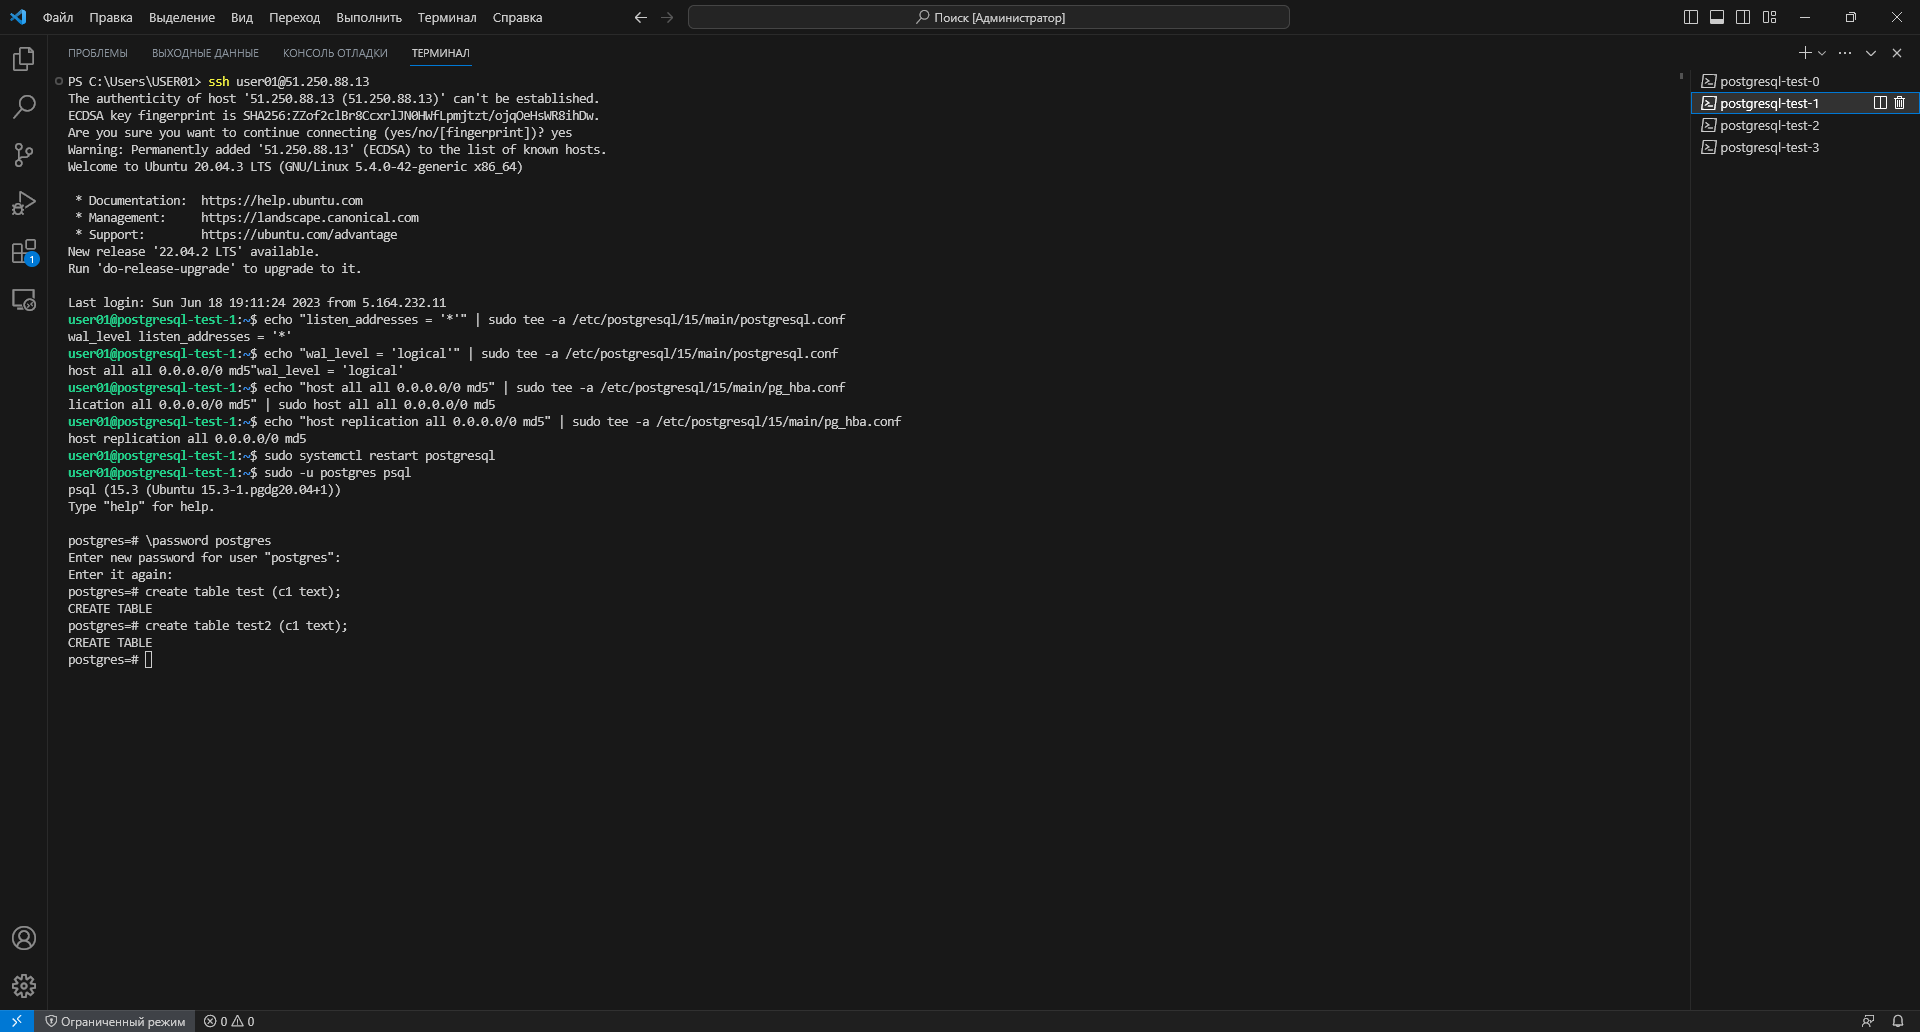 Файл Правка Выделение Вид Переход Выполнить Терминал Справка
Поиск [Администратор]
ПРОБЛЕМЫ ВЫХОДНЫЕ ДАННЫЕ КОНСОЛЬ ОТЛАДКИ ТЕРМИНАЛ
PS C:\Users\USER01> ssh user01@51.250.88.13
The authenticity of host '51.250.88.13 (51.250.88.13)' can't be established.
ECDSA key fingerprint is SHA256:ZZof2clBr8CcxrlJN0HWfLpmjtzt/ojqOeHsWR8ihDw.
Are you sure you want to continue connecting (yes/no/[fingerprint])? yes
Warning: Permanently added '51.250.88.13' (ECDSA) to the list of known hosts.
Welcome to Ubuntu 20.04.3 LTS (GNU/Linux 5.4.0-42-generic x86_64)
* Documentation:  https://help.ubuntu.com
* Management:     https://landscape.canonical.com
* Support:        https://ubuntu.com/advantage
New release '22.04.2 LTS' available.
Run 'do-release-upgrade' to upgrade to it.
Last login: Sun Jun 18 19:11:24 2023 from 5.164.232.11
user01@postgresql-test-1:~$ echo "listen_addresses = '*'" | sudo tee -a /etc/postgresql/15/main/postgresql.conf
wal_level listen_addresses = '*'
user01@postgresql-test-1:~$ echo "wal_level = 'logical'" | sudo tee -a /etc/postgresql/15/main/postgresql.conf
host all all 0.0.0.0/0 md5"wal_level = 'logical'
user01@postgresql-test-1:~$ echo "host all all 0.0.0.0/0 md5" | sudo tee -a /etc/postgresql/15/main/pg_hba.conf
lication all 0.0.0.0/0 md5" | sudo host all all 0.0.0.0/0 md5
user01@postgresql-test-1:~$ echo "host replication all 0.0.0.0/0 md5" | sudo tee -a /etc/postgresql/15/main/pg_hba.conf
host replication all 0.0.0.0/0 md5
user01@postgresql-test-1:~$ sudo systemctl restart postgresql
user01@postgresql-test-1:~$ sudo -u postgres psql
psql (15.3 (Ubuntu 15.3-1.pgdg20.04+1))
Type "help" for help.
postgres=# \password postgres
Enter new password for user "postgres":
Enter it again:
postgres=# create table test (c1 text);
CREATE TABLE
postgres=# create table test2 (c1 text);
CREATE TABLE
postgres=#
postgresql-test-0
postgresql-test-1
postgresql-test-2
postgresql-test-3
1
Ограниченный режим 0 0